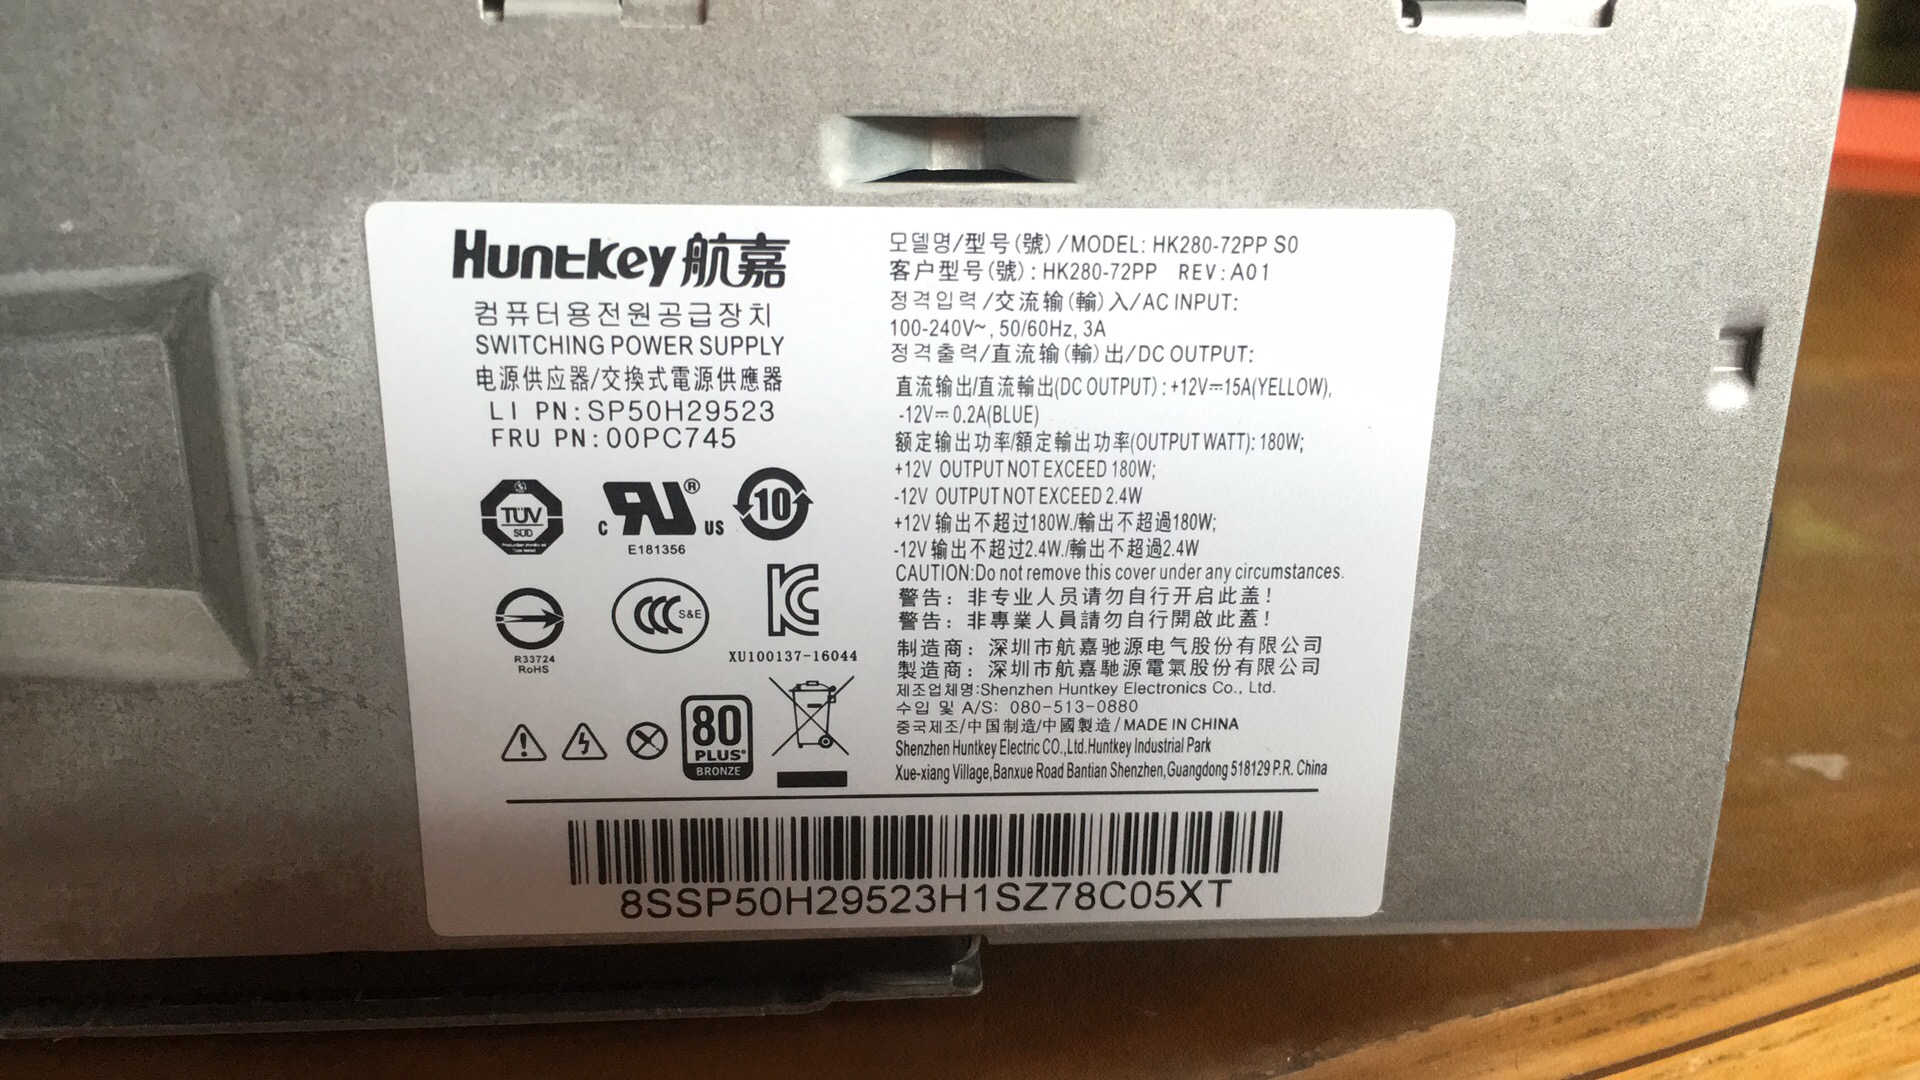 Huntkey 航嘉
컴퓨터용전원공급장치
SWITCHING POWER SUPPLY
电源供应器/交換式電源供應器
LI PN:SP50H29523
FRU PN:00PC745
TÜV
SÜD
c RU® US
E181356
10
R33724
RoHS
CCC S&E
KC
XU100137-16044
80
PLUS®
BRONZE
모델명/型号(號)/MODEL: HK280-72PP S0
客户型号(號): HK280-72PP REV:A01
정격입력/交流输(輸)入/AC INPUT:
100-240V~, 50/60Hz, 3A
정격출력/直流输(輸)出/DC OUTPUT:
直流输出/直流輸出(DC OUTPUT): +12V⎓15A(YELLOW),
-12V⎓0.2A(BLUE)
额定输出功率/額定輸出功率(OUTPUT WATT): 180W;
+12V OUTPUT NOT EXCEED 180W;
-12V OUTPUT NOT EXCEED 2.4W
+12V 输出不超过180W./輸出不超過180W;
-12V 输出不超过2.4W./輸出不超過2.4W
CAUTION:Do not remove this cover under any circumstances.
警告：非专业人员请勿自行开启此盖！
警告：非專業人員請勿自行開啟此蓋！
制造商：深圳市航嘉驰源电气股份有限公司
製造商：深圳市航嘉馳源電氣股份有限公司
제조업체명:Shenzhen Huntkey Electronics Co., Ltd.
수입 및 A/S: 080-513-0880
중국제조/中国制造/中國製造/MADE IN CHINA
Shenzhen Huntkey Electric CO.,Ltd.Huntkey Industrial Park
Xue-xiang Village,Banxue Road Bantian Shenzhen,Guangdong 518129 P.R. China
8SSP50H29523H1SZ78C05XT